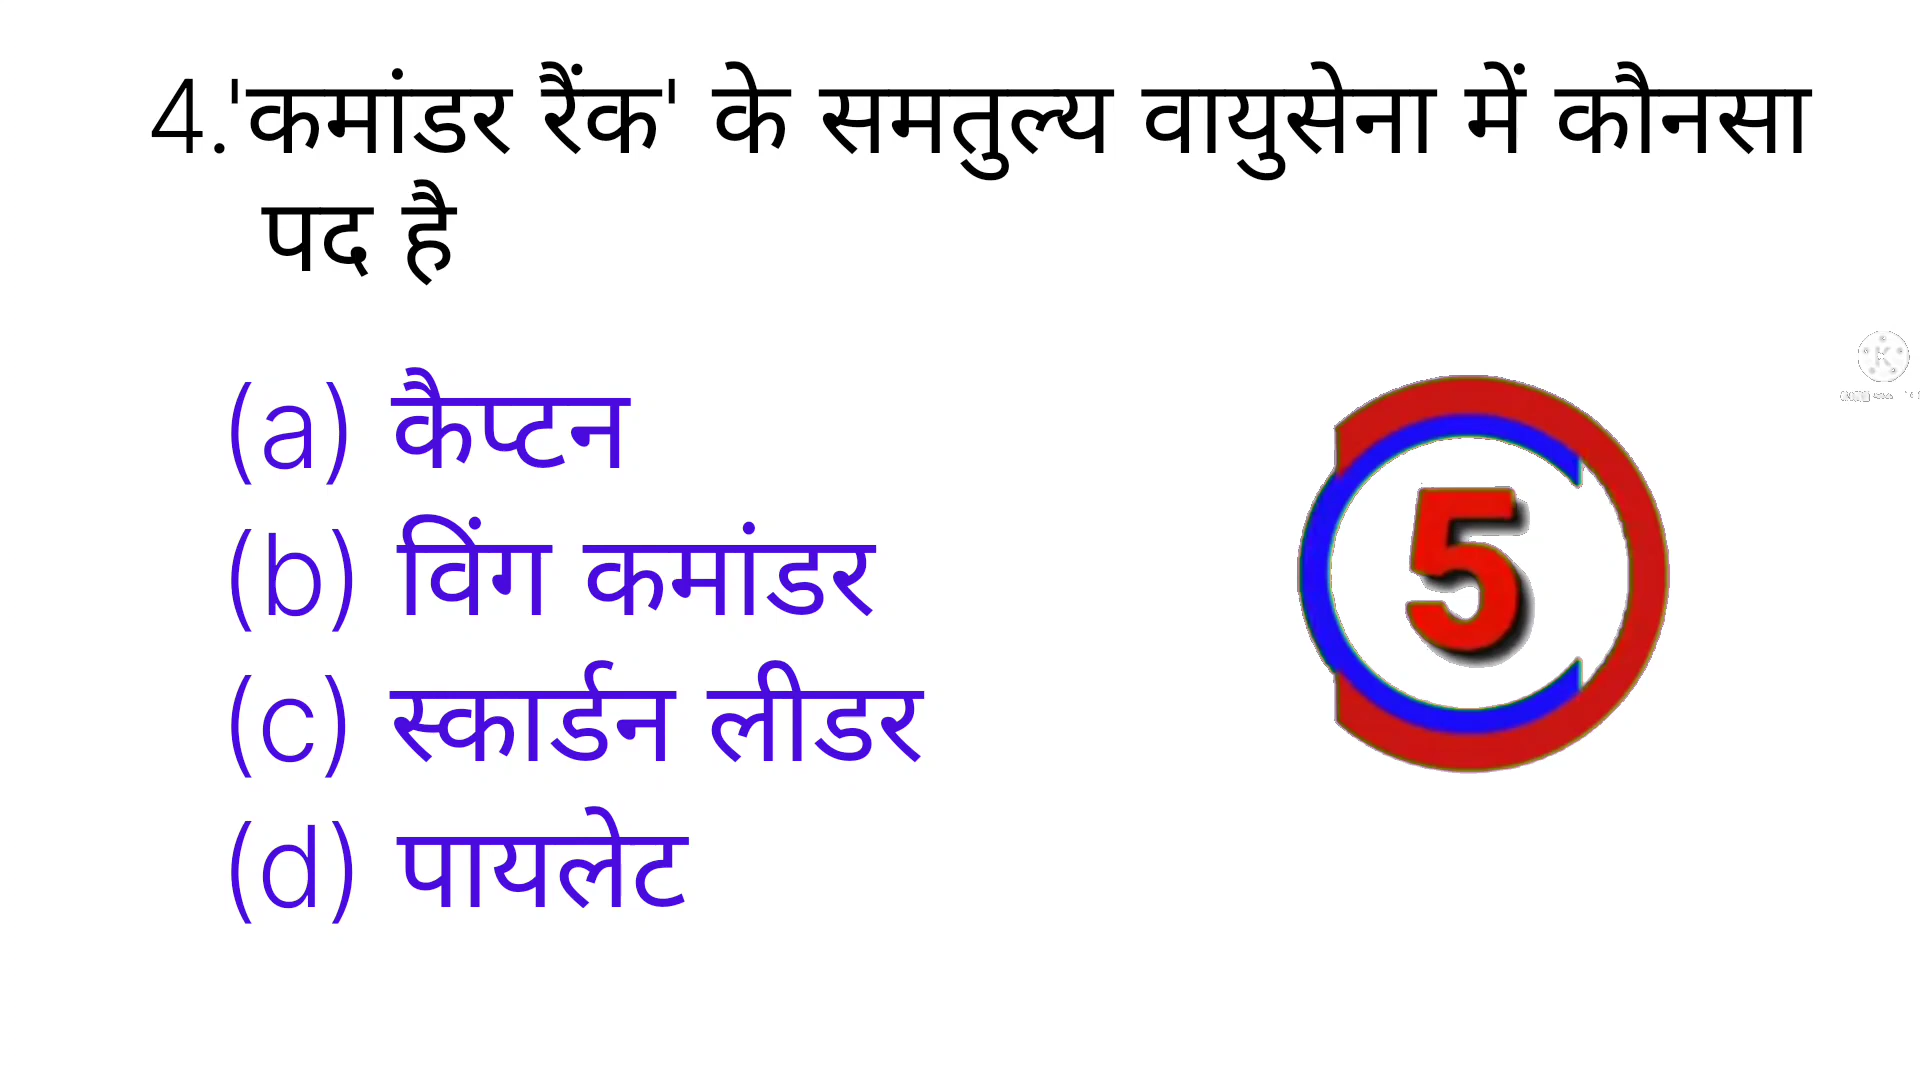 4.'कमांडर रैंक' के समतुल्य वायुसेना में कौनसा
पद है
(a) कैप्टन
(b) विंग कमांडर
(c) स्कार्डन लीडर
(d) पायलेट
5
K